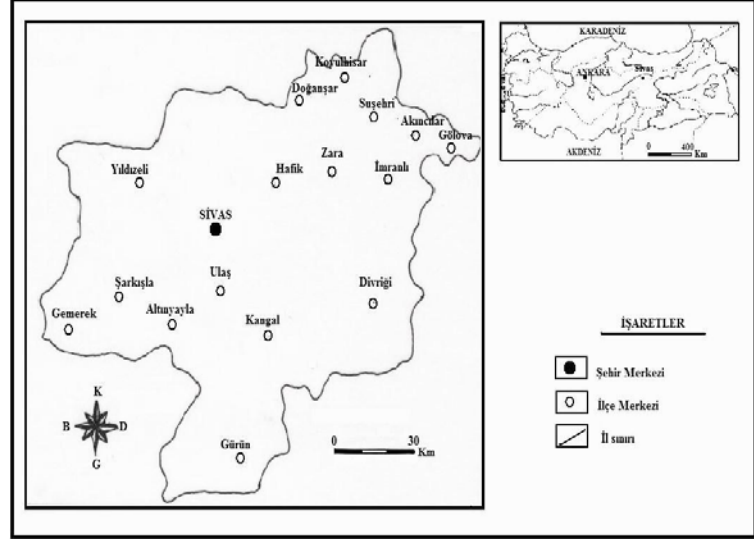 Koyulhisar
Doğanşar
Suşehri
Akıncılar
Gölova
Zara
İmranlı
Hafik
Yıldızeli
SİVAS
Ulaş
Divriği
Şarkışla
Altınyayla
Gemerek
Kangal
Gürün
K
B D
G
0 30
Km
KARADENİZ
ANKARA Sivas
AKDENİZ
0 400
Km
İŞARETLER
Şehir Merkezi
İlçe Merkezi
İl sınırı